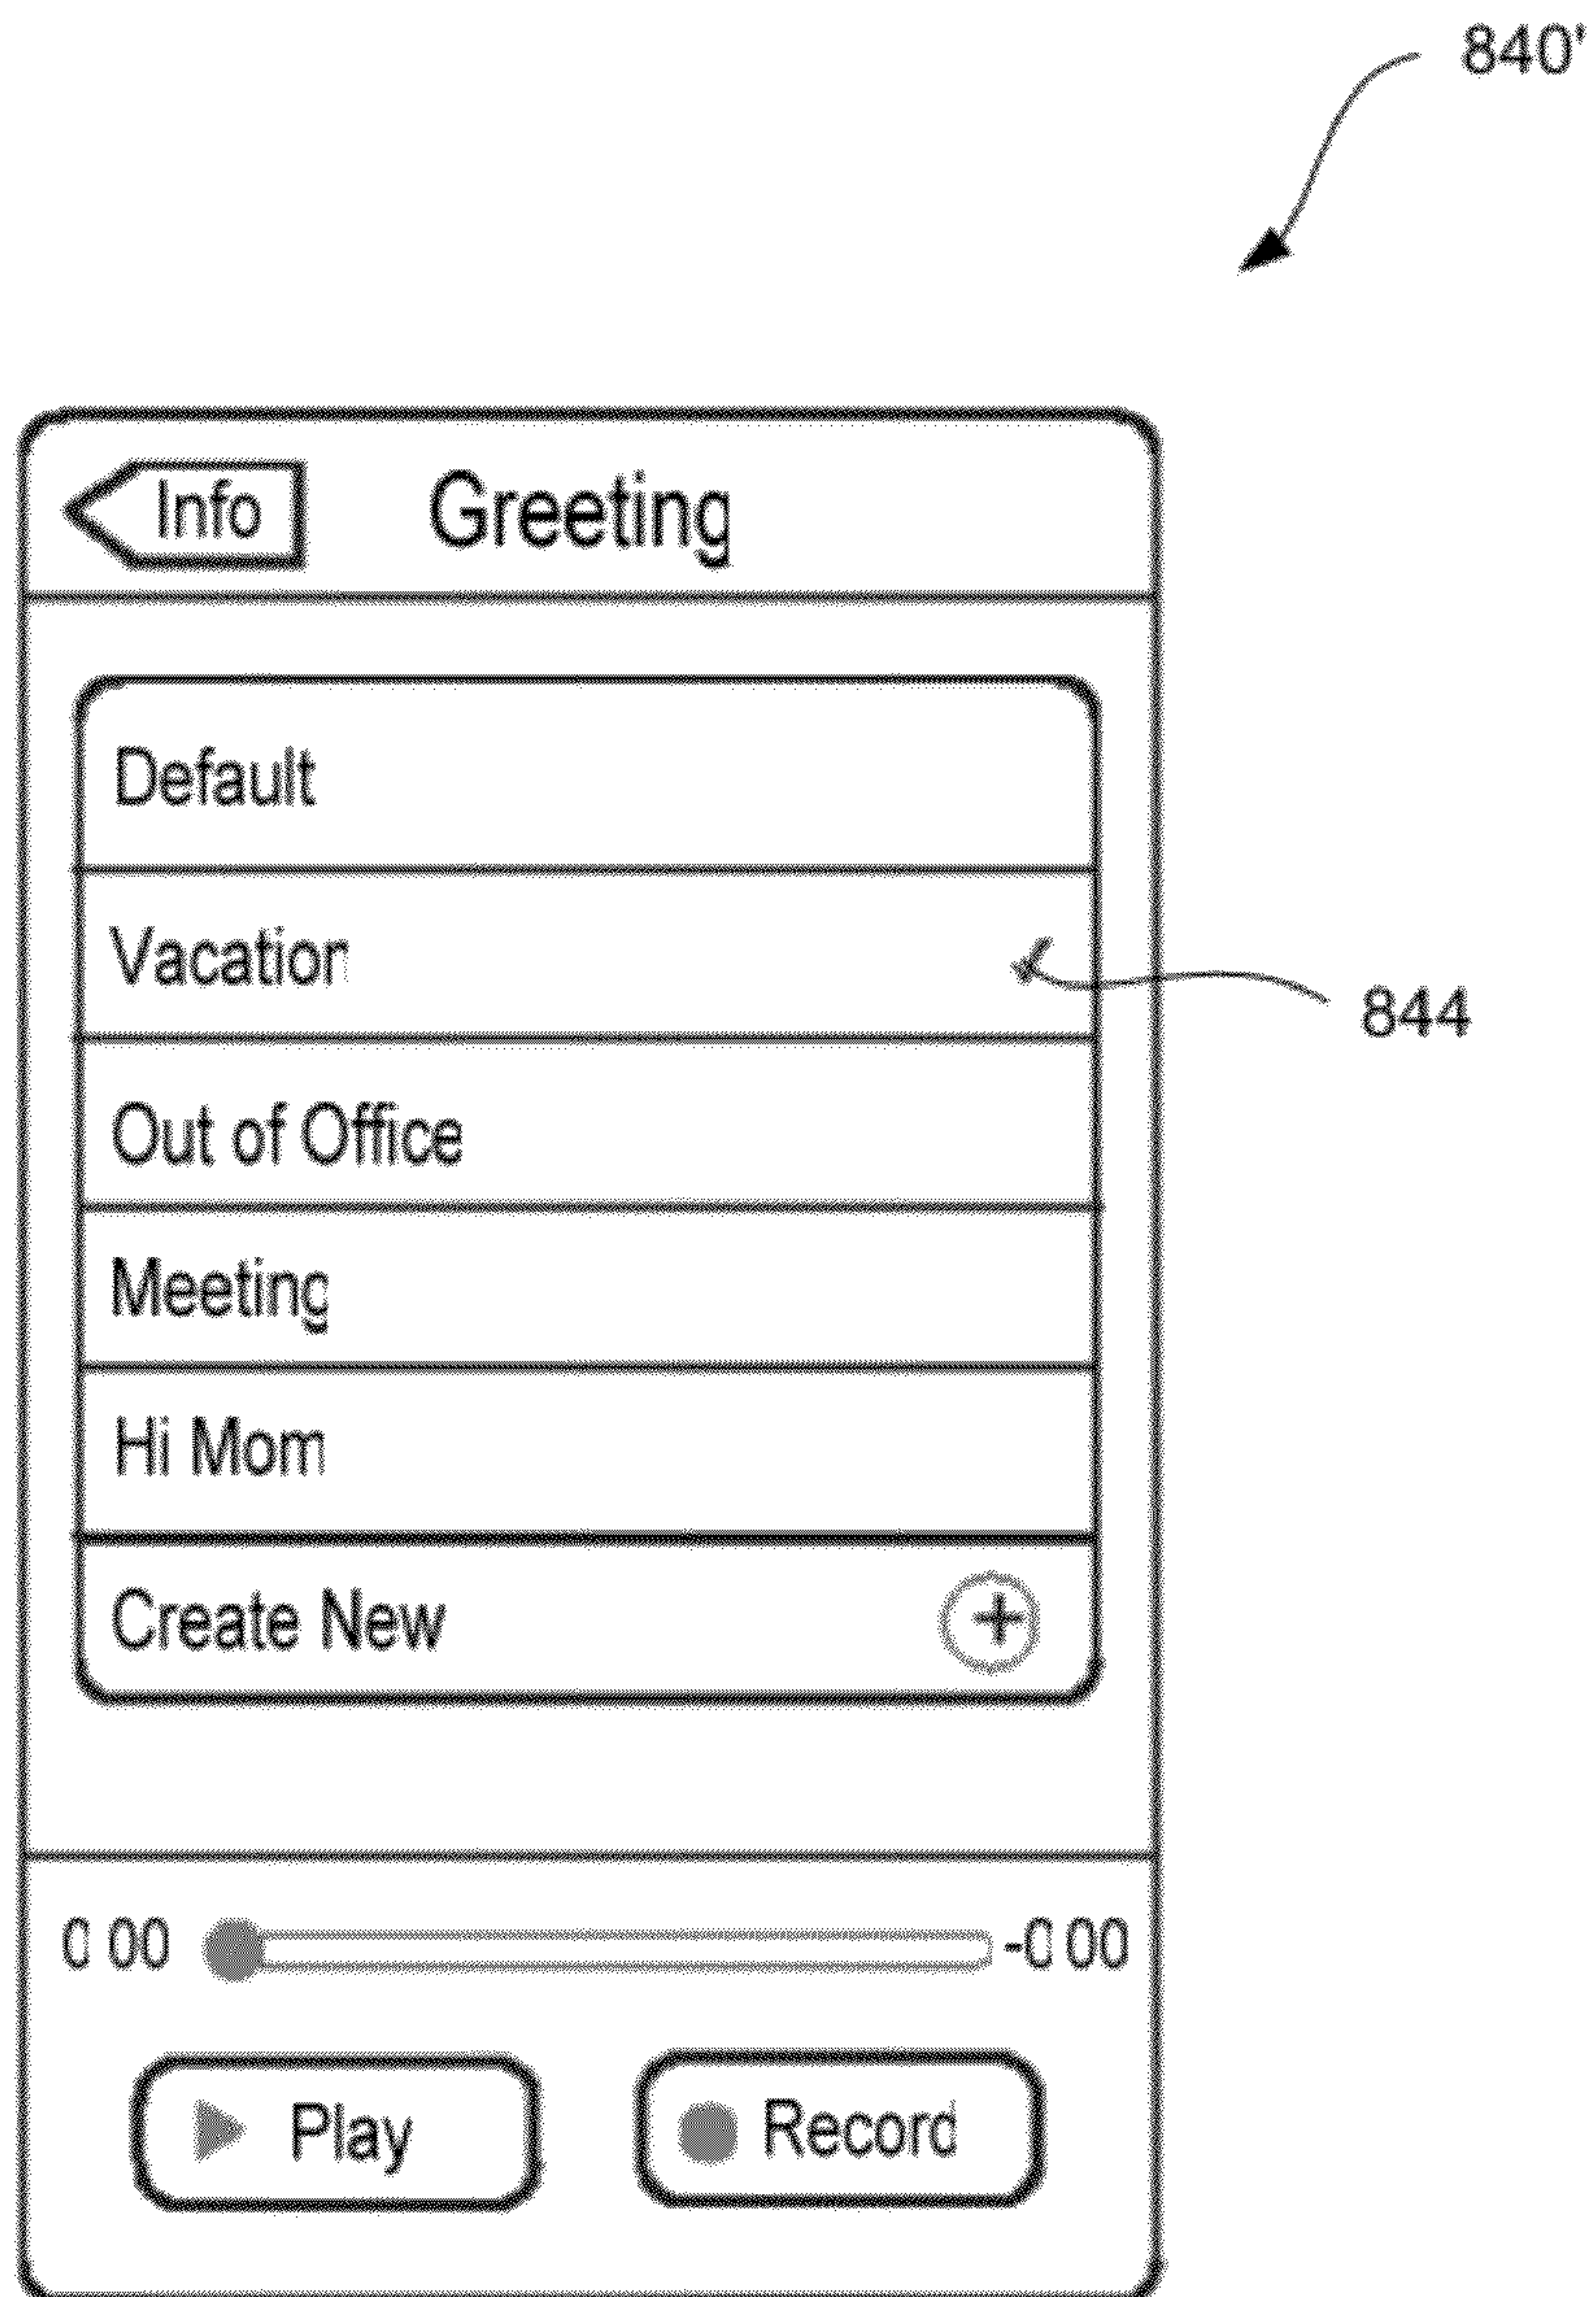 840'
Info Greeting
Default
Vacation
844
Out of Office
Meeting
Hi Mom
Create New +
0 00 -0 00
Play Record